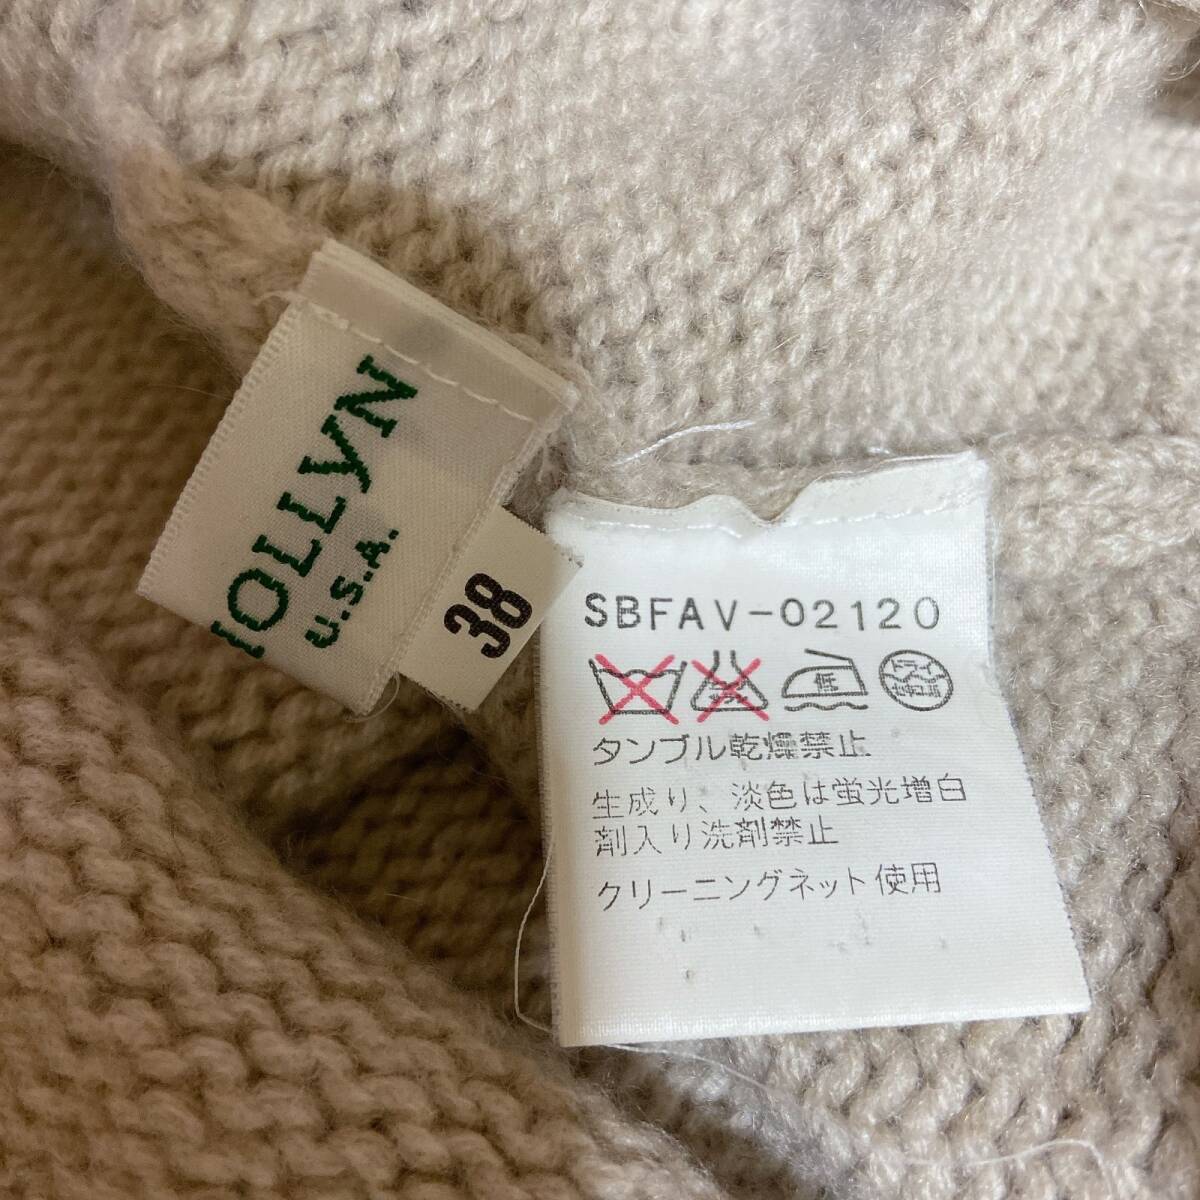 HOLLYN
U.S.A.
38
SBFAV-02120
低
タンブル乾燥禁止
生成り、淡色は蛍光増白
剤入り洗剤禁止
クリーニングネット使用